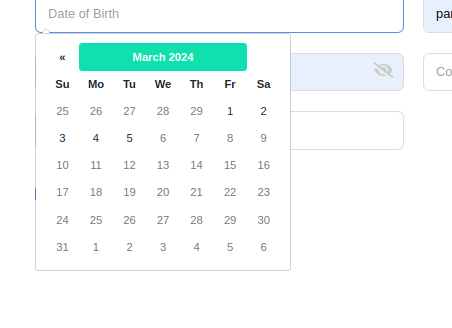 Date of Birth
par
« March 2024
Su Mo Tu We Th Fr Sa
25 26 27 28 29 1 2
3 4 5 6 7 8 9
Co
10 11 12 13 14 15 16
17 18 19 20 21 22 23
24 25 26 27 28 29 30
31 1 2 3 4 5 6